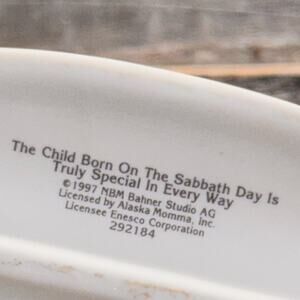 The Child Born On The Sabbath Day Is
Truly Special In Every Way
©1997 NBM Bahner Studio AG
Licensed by Alaska Momma, Inc.
Licensee Enesco Corporation
292184